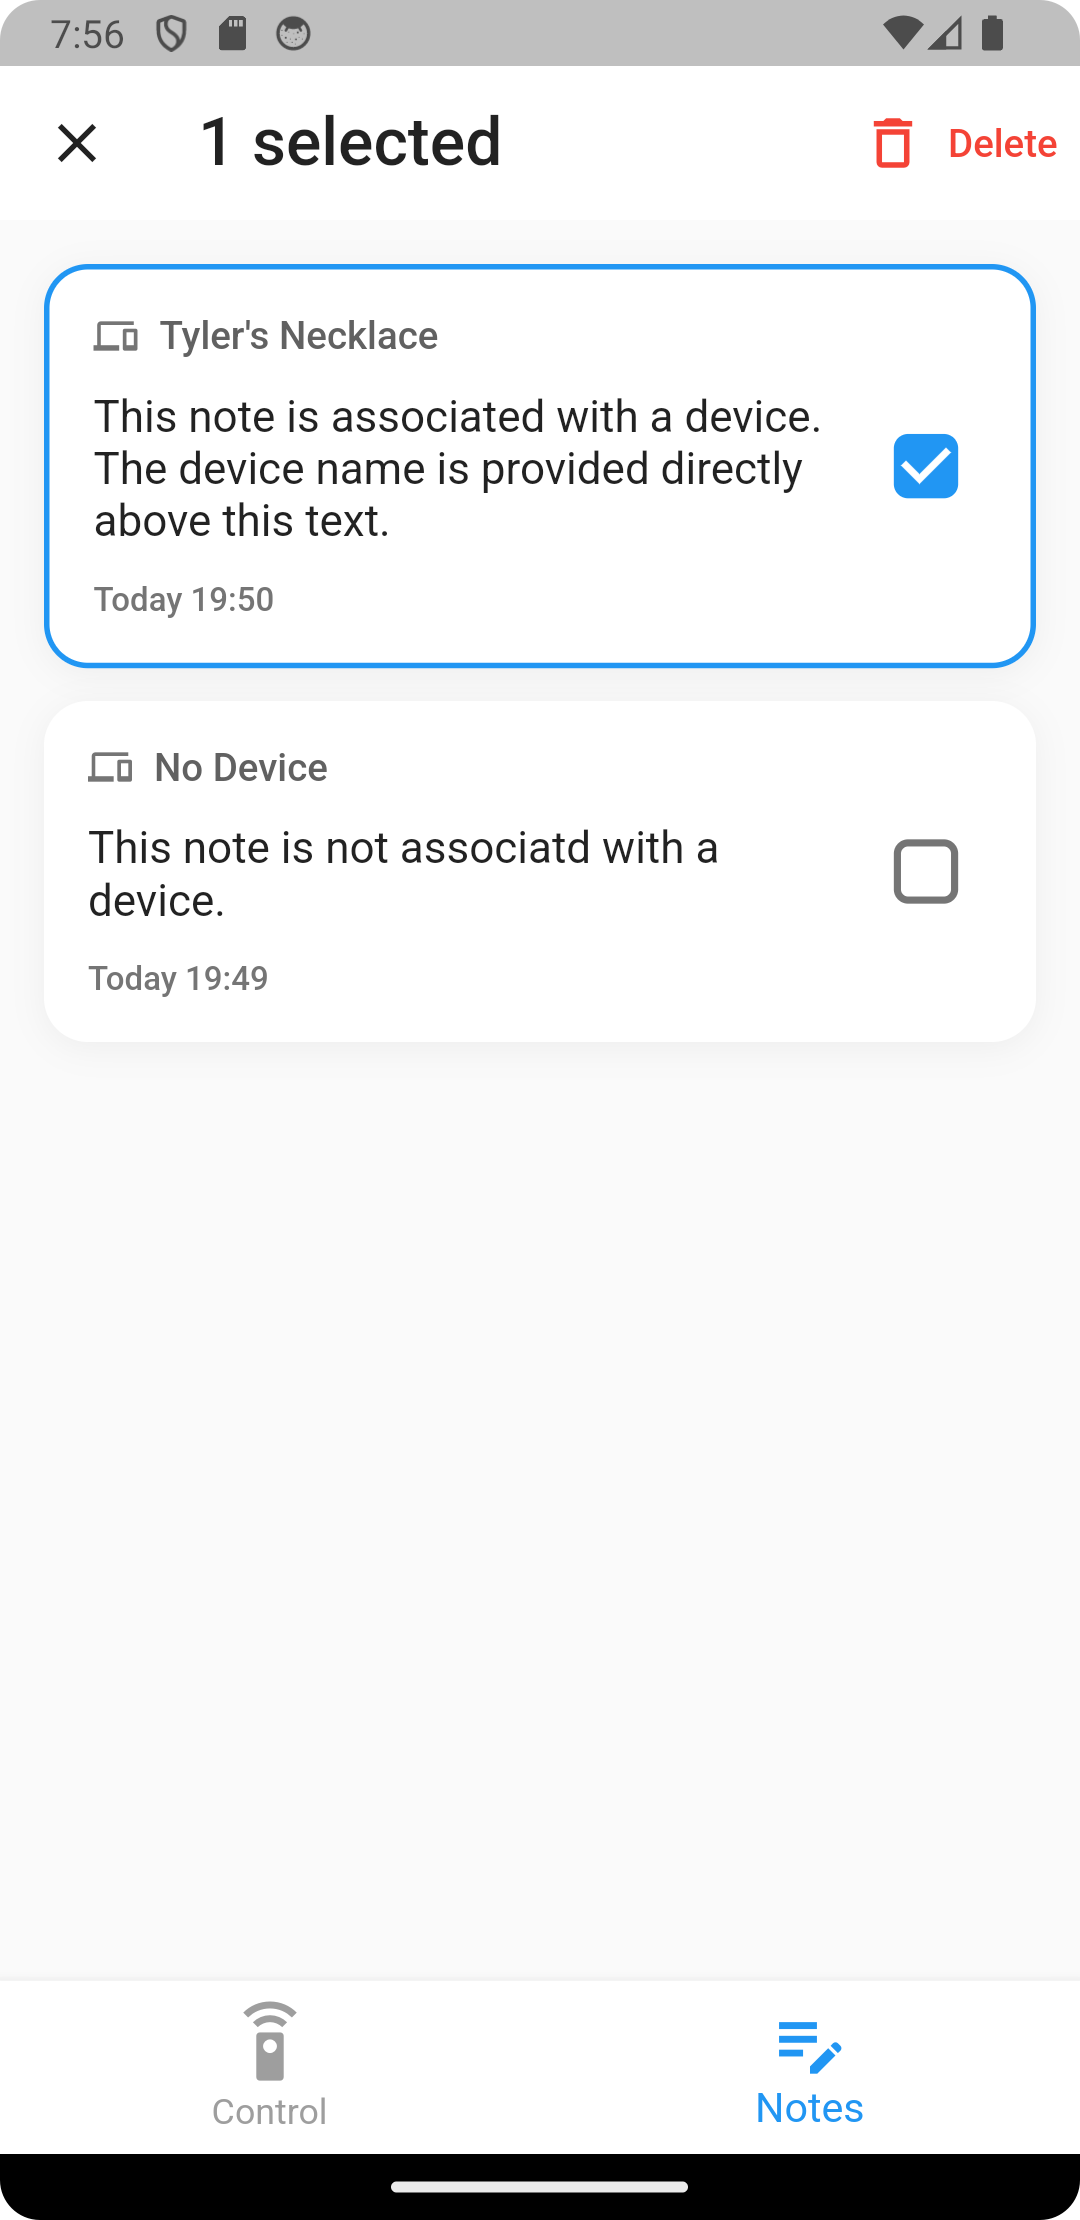 7:56
1 selected
Delete
Tyler's Necklace
This note is associated with a device.
The device name is provided directly
above this text.
Today 19:50
No Device
This note is not associatd with a
device.
Today 19:49
Control
Notes